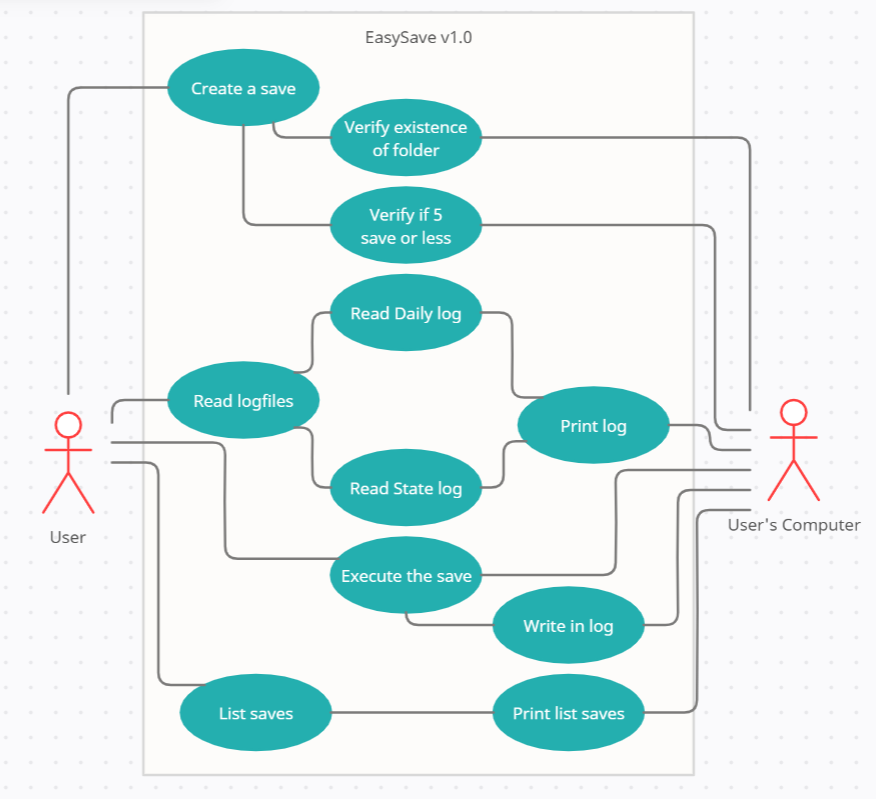 EasySave v1.0
Create a save
Verify existence
of folder
Verify if 5
save or less
Read Daily log
Read logfiles
Print log
Read State log
User
User's Computer
Execute the save
Write in log
List saves
Print list saves